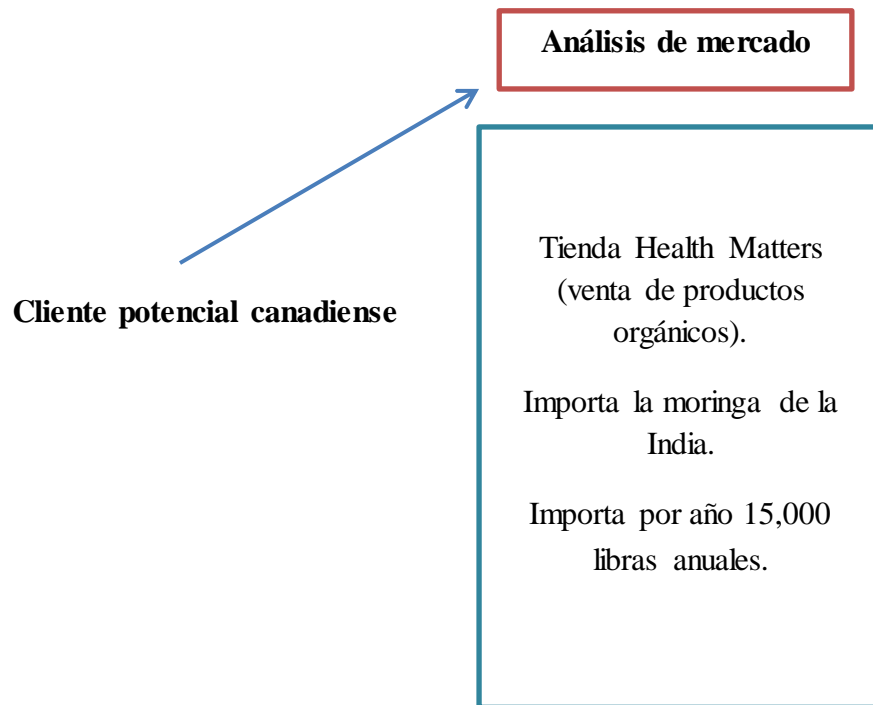 Análisis de mercado
Cliente potencial canadiense
Tienda Health Matters
(venta de productos
orgánicos).
Importa la moringa de la
India.
Importa por año 15,000
libras anuales.